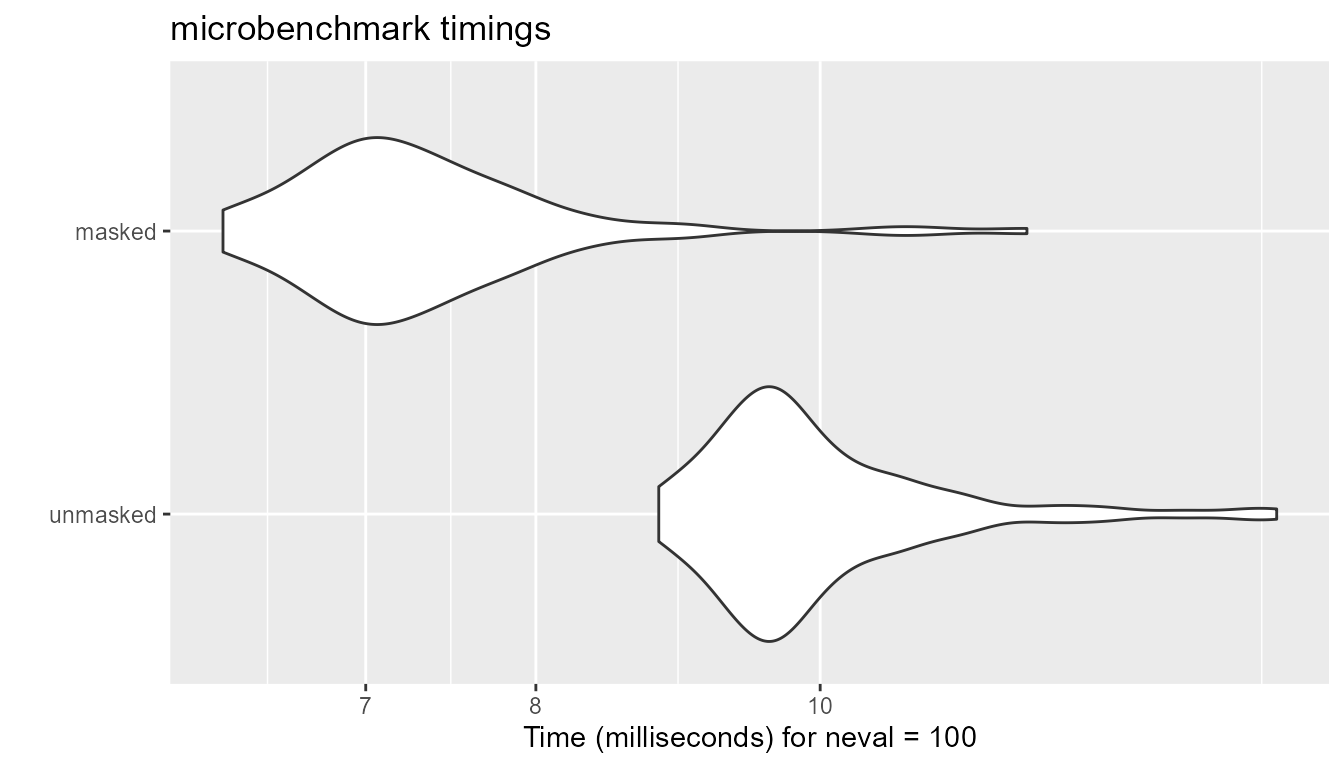 microbenchmark timings
masked
unmasked
7 8 10
Time (milliseconds) for neval = 100